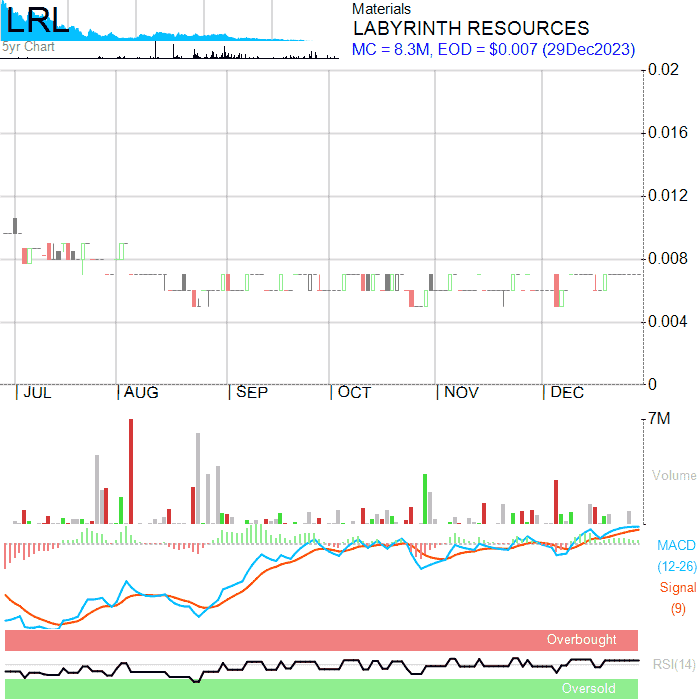 LRL
5yr Chart
Materials
LABYRINTH RESOURCES
MC = 8.3M, EOD = $0.007 (29Dec2023)
0.02
0.016
0.012
0.008
0.004
0
JUL
AUG
SEP
OCT
NOV
DEC
7M
Volume
MACD
(12-26)
Signal
(9)
Overbought
RSI(14)
Oversold